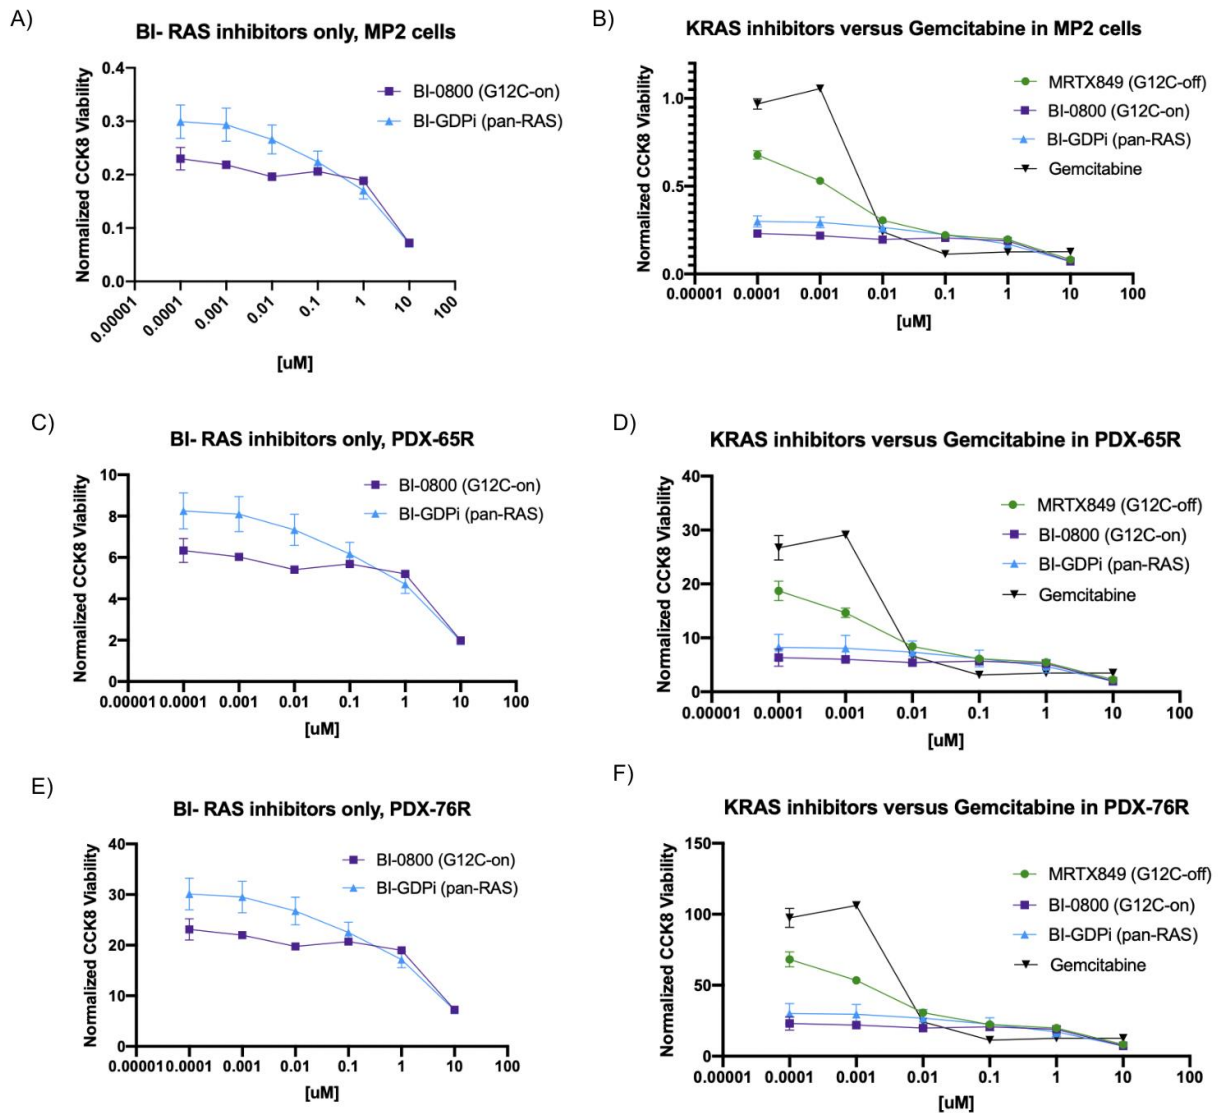 A)
BI- RAS inhibitors only, MP2 cells
Normalized CCK8 Viability
0.4
0.3
0.2
0.1
0.0
BI-0800 (G12C-on)
BI-GDPi (pan-RAS)
0.00001
0.0001
0.001
0.01
0.1
1
10
100
[uM]
B)
KRAS inhibitors versus Gemcitabine in MP2 cells
Normalized CCK8 Viability
1.0
0.5
0.0
MRTX849 (G12C-off)
BI-0800 (G12C-on)
BI-GDPi (pan-RAS)
Gemcitabine
0.00001 0.0001 0.001 0.01 0.1 1 10 100
[uM]
C)
BI- RAS inhibitors only, PDX-65R
Normalized CCK8 Viability
10
8
6
4
2
0
BI-0800 (G12C-on)
BI-GDPi (pan-RAS)
0.00001 0.0001 0.001 0.01 0.1 1 10 100
[uM]
D)
KRAS inhibitors versus Gemcitabine in PDX-65R
Normalized CCK8 Viability
40
30
20
10
0
MRTX849 (G12C-off)
BI-0800 (G12C-on)
BI-GDPi (pan-RAS)
Gemcitabine
0.00001 0.0001 0.001 0.01 0.1 1 10 100
[uM]
E)
BI- RAS inhibitors only, PDX-76R
Normalized CCK8 Viability
40
30
20
10
0
BI-0800 (G12C-on)
BI-GDPi (pan-RAS)
0.00001 0.0001 0.001 0.01 0.1 1 10 100
[uM]
F)
KRAS inhibitors versus Gemcitabine in PDX-76R
Normalized CCK8 Viability
150
100
50
0
MRTX849 (G12C-off)
BI-0800 (G12C-on)
BI-GDPi (pan-RAS)
Gemcitabine
0.00001 0.0001 0.001 0.01 0.1 1 10 100
[uM]